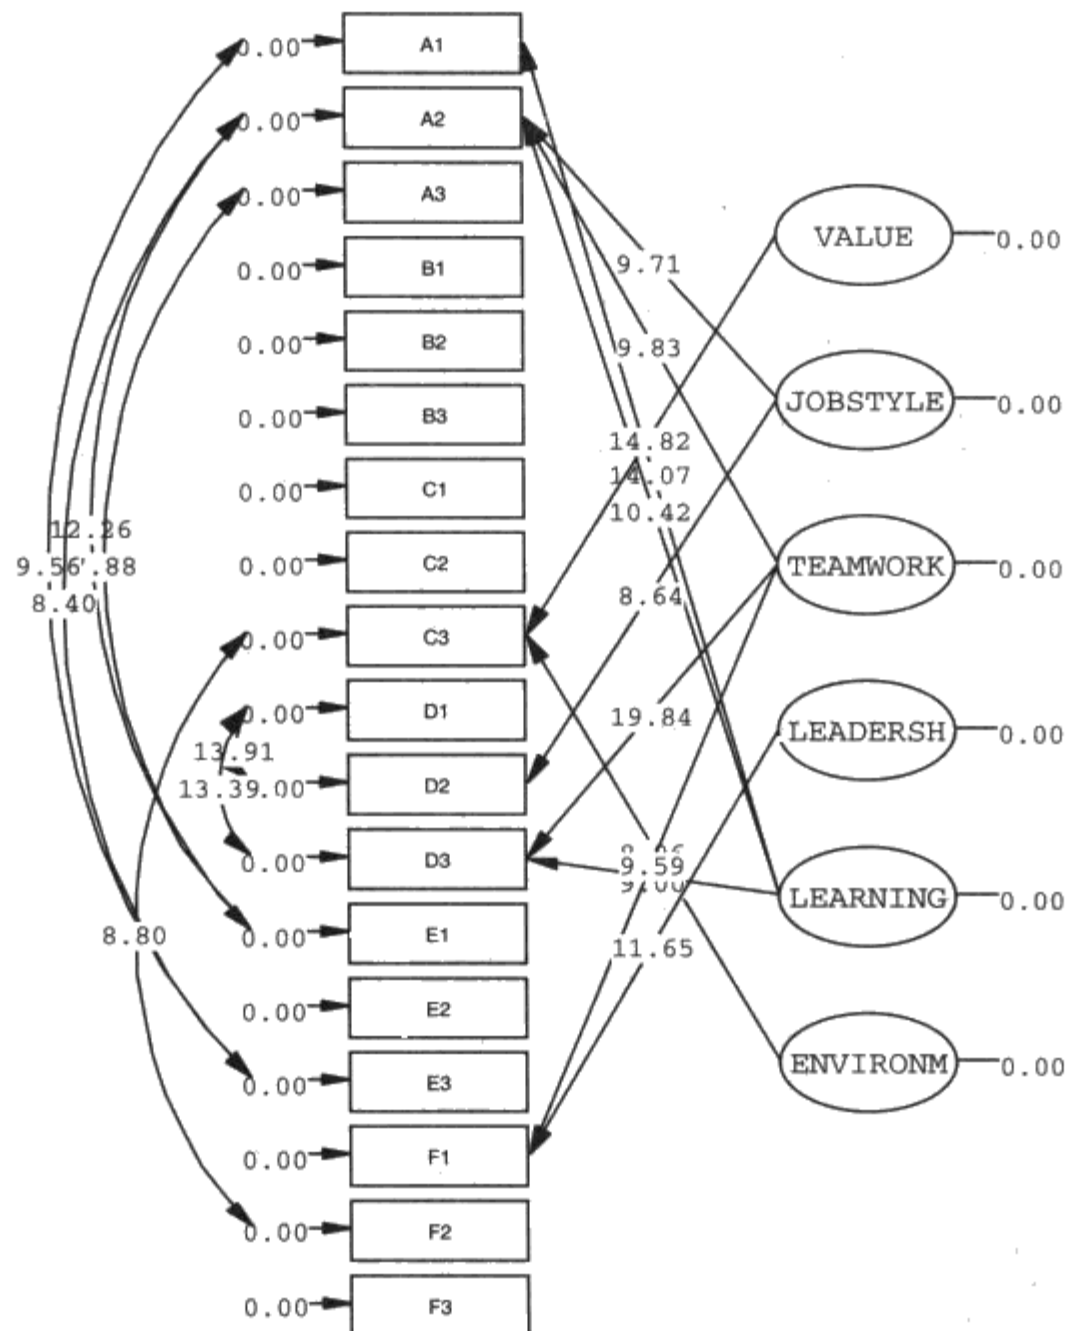 0.00 A1
0.00 A2
0.00 A3
0.00 B1
0.00 B2
0.00 B3
0.00 C1
0.00 C2
0.00 C3
0.00 D1
D2
0.00 D3
0.00 E1
0.00 E2
0.00 E3
0.00 F1
0.00 F2
0.00 F3
12.26
9.56
8.40
13.91
13.39
8.80
9.71
9.83
14.82
14.07
10.42
8.64
19.84
9.59
11.65
VALUE 0.00
JOBSTYLE 0.00
TEAMWORK 0.00
LEADERSH 0.00
LEARNING 0.00
ENVIRONM 0.00